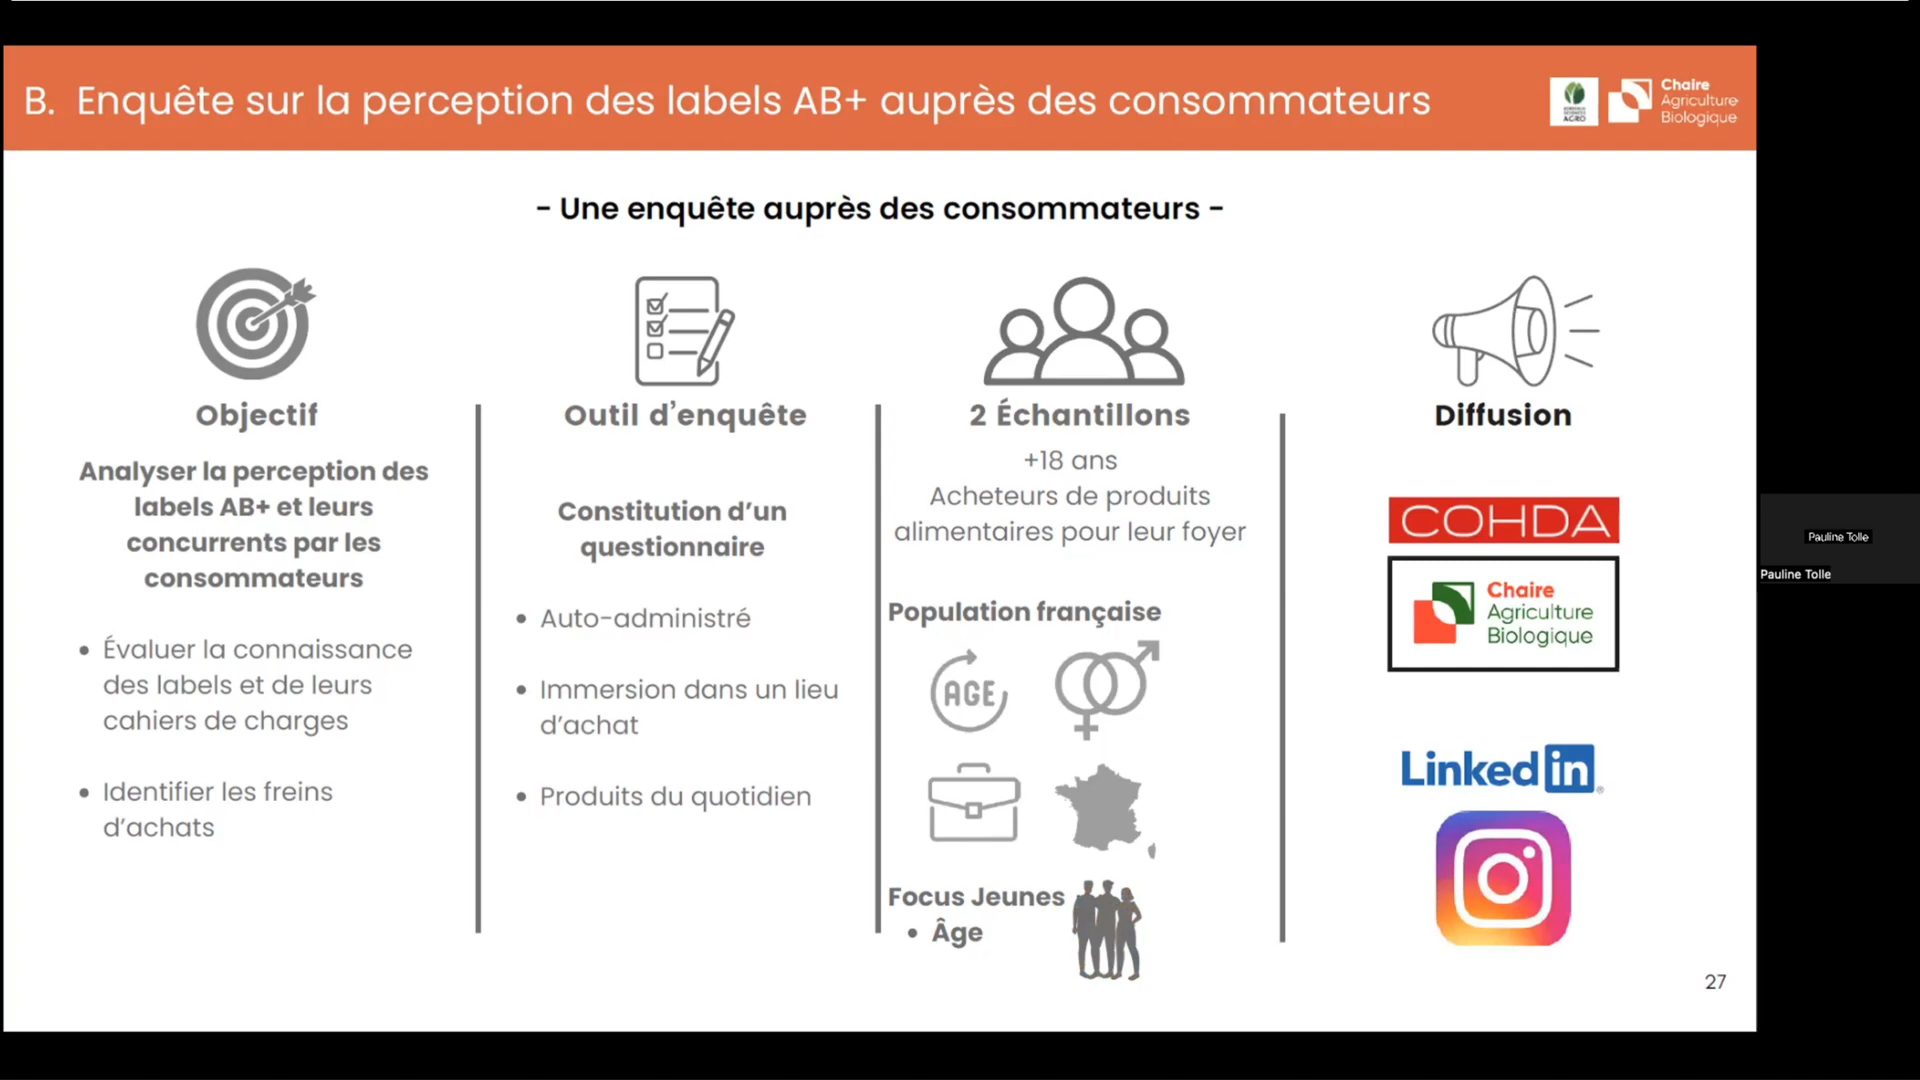 B. Enquête sur la perception des labels AB+ auprès des consommateurs
AGRO
Chaire
Agriculture
Biologique
- Une enquête auprès des consommateurs -
Objectif
Analyser la perception des
labels AB+ et leurs
concurrents par les
consommateurs
• Évaluer la connaissance
des labels et de leurs
cahiers de charges
• Identifier les freins
d'achats
Outil d'enquête
Constitution d'un
questionnaire
• Auto-administré
• Immersion dans un lieu
d'achat
• Produits du quotidien
2 Échantillons
+18 ans
Acheteurs de produits
alimentaires pour leur foyer
Population française
AGE
Focus Jeunes
• Âge
Diffusion
COHDA
Chaire
Agriculture
Biologique
Linked in
27
Pauline Tolle
Pauline Tolle